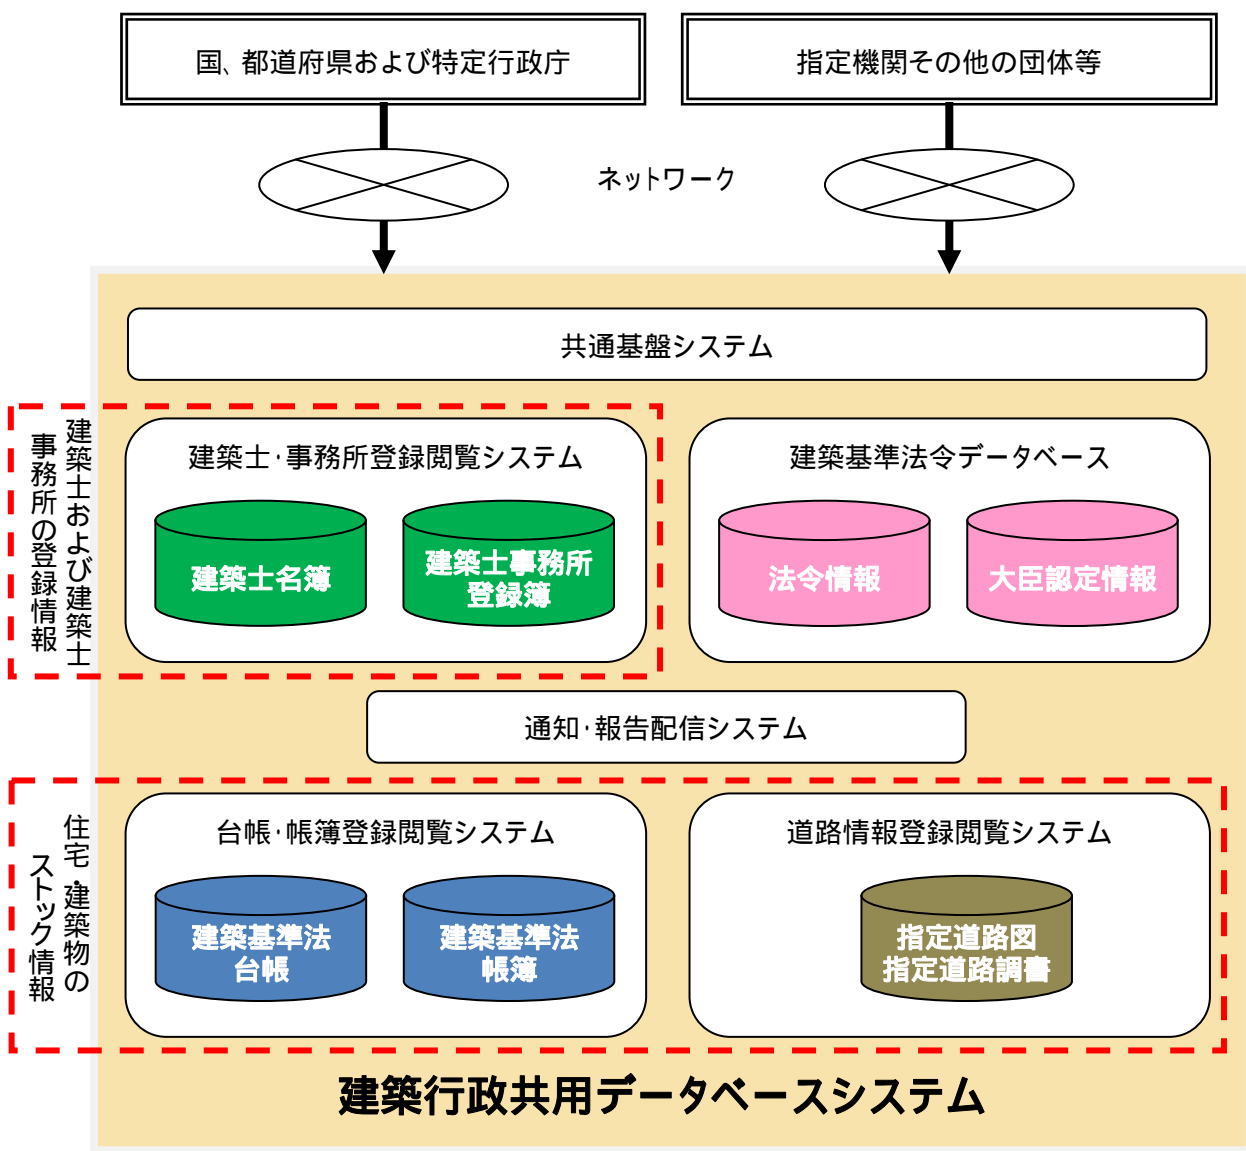 国、都道府県および特定行政庁
指定機関その他の団体等
ネットワーク
共通基盤システム
建築士および建築士
事務所の登録情報
建築士・事務所登録閲覧システム
建築士名簿
建築士事務所
登録簿
建築基準法令データベース
法令情報
大臣認定情報
通知・報告配信システム
住宅・建築物の
ストック情報
台帳・帳簿登録閲覧システム
建築基準法
台帳
建築基準法
帳簿
道路情報登録閲覧システム
指定道路図
指定道路調書
建築行政共用データベースシステム